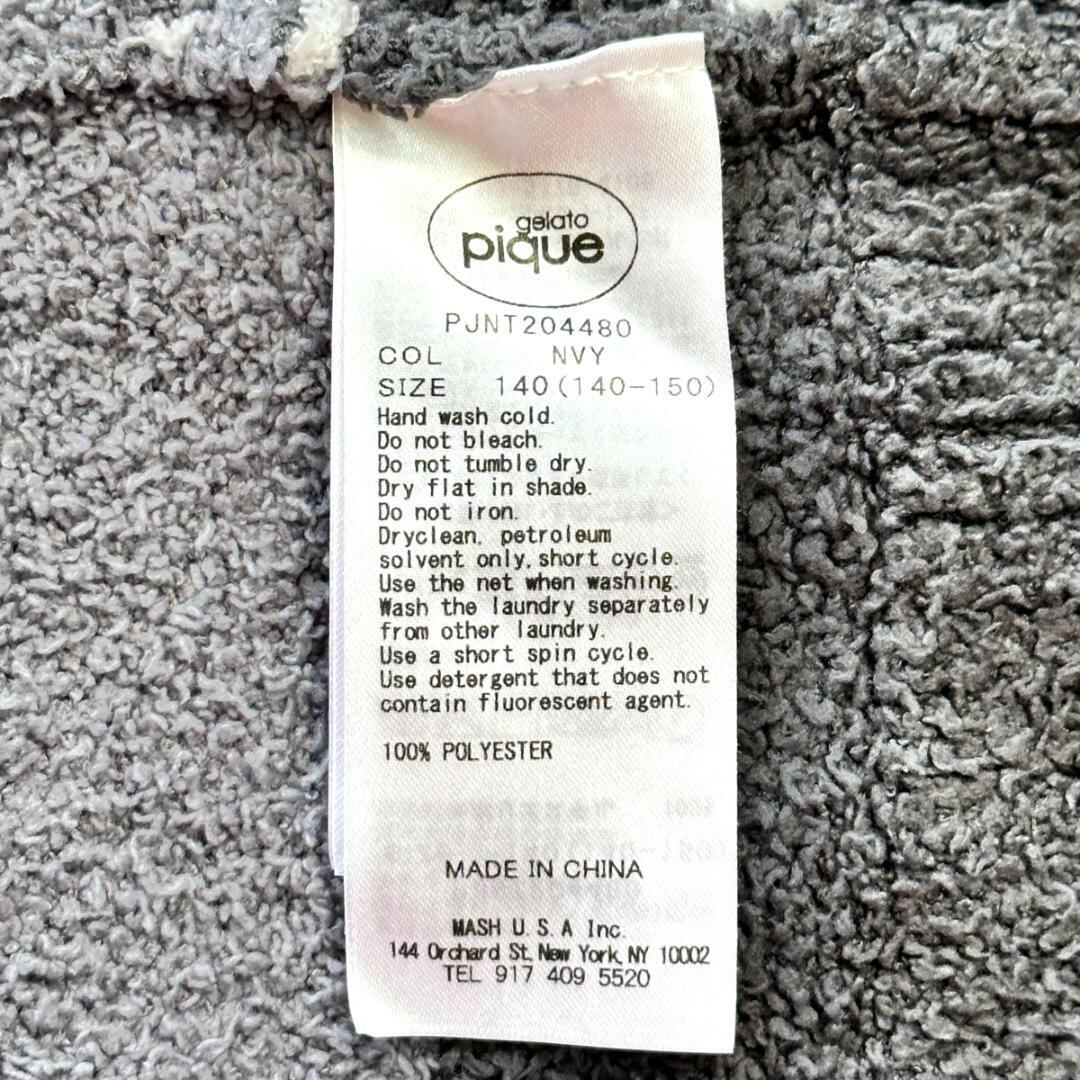 gelato
pique
PJNT204480
COL NVY
SIZE 140(140-150)
Hand wash cold.
Do not bleach.
Do not tumble dry.
Dry flat in shade.
Do not iron.
Dryclean, petroleum
solvent only, short cycle.
Use the net when washing.
Wash the laundry separately
from other laundry.
Use a short spin cycle.
Use detergent that does not
contain fluorescent agent.
100% POLYESTER
MADE IN CHINA
MASH U.S.A Inc.
144 Orchard St, New York, NY 10002
TEL 917 409 5520